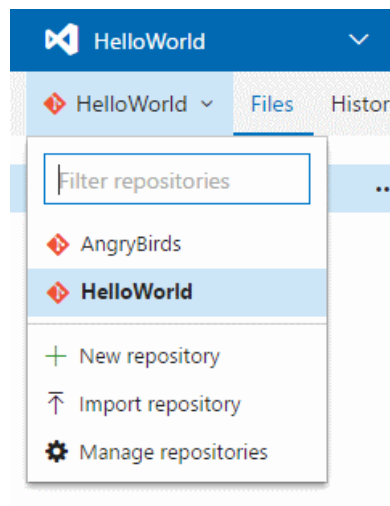 HelloWorld
HelloWorld Files Histor
Filter repositories
AngryBirds
HelloWorld
New repository
Import repository
Manage repositories